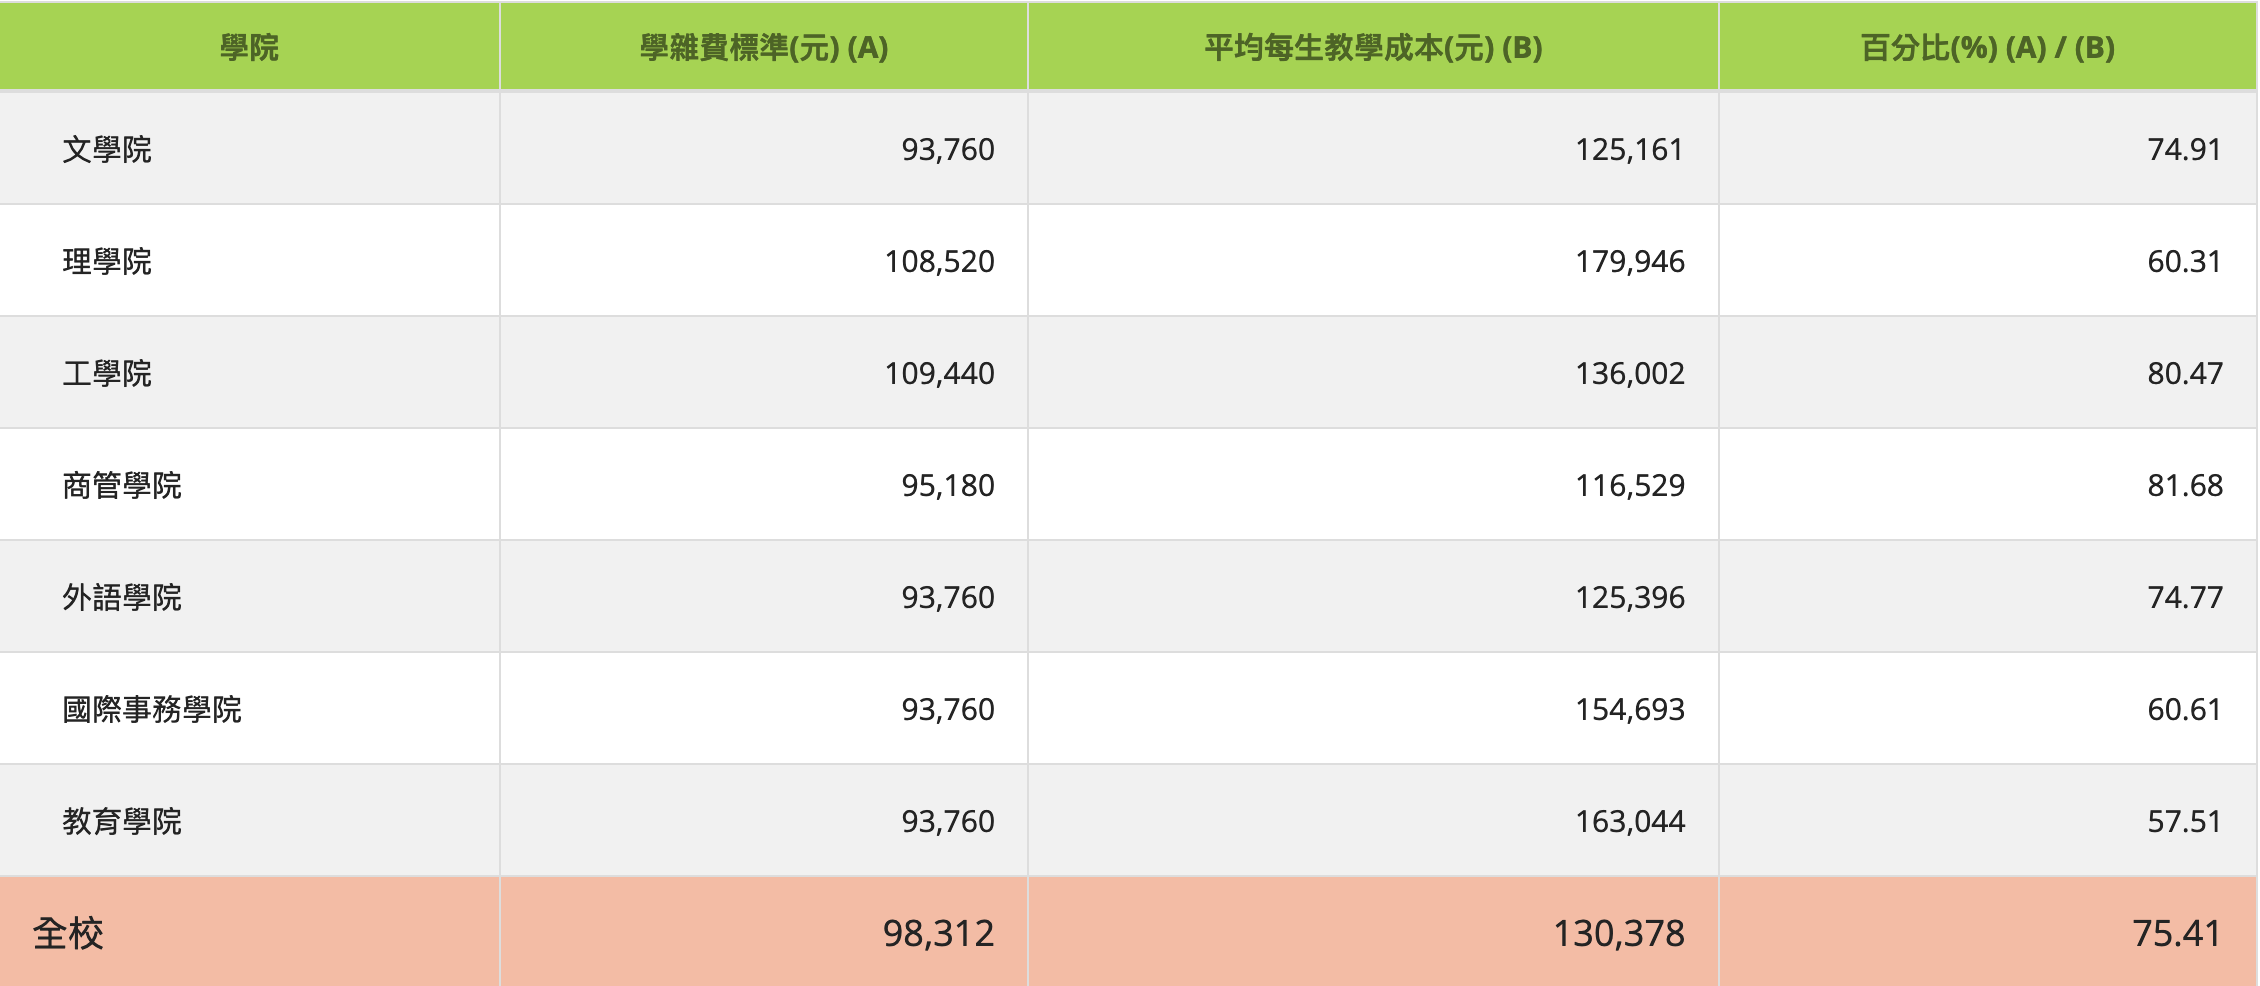 學院 學雜費標準(元) (A) 平均每生教學成本(元) (B) 百分比(%) (A) / (B)
文學院 93,760 125,161 74.91
理學院 108,520 179,946 60.31
工學院 109,440 136,002 80.47
商管學院 95,180 116,529 81.68
外語學院 93,760 125,396 74.77
國際事務學院 93,760 154,693 60.61
教育學院 93,760 163,044 57.51
全校 98,312 130,378 75.41